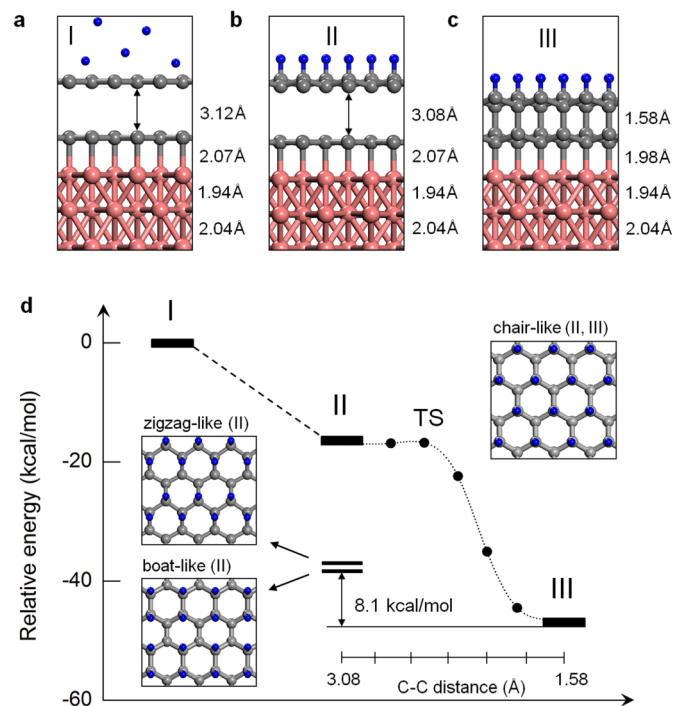 a
I
3.12Å
2.07Å
1.94Å
2.04Å
b
II
3.08Å
2.07Å
1.94Å
2.04Å
c
III
1.58Å
1.98Å
1.94Å
2.04Å
d
Relative energy (kcal/mol)
0
-20
-40
-60
I
II
TS
III
chair-like (II, III)
zigzag-like (II)
boat-like (II)
8.1 kcal/mol
3.08
C-C distance (Å)
1.58